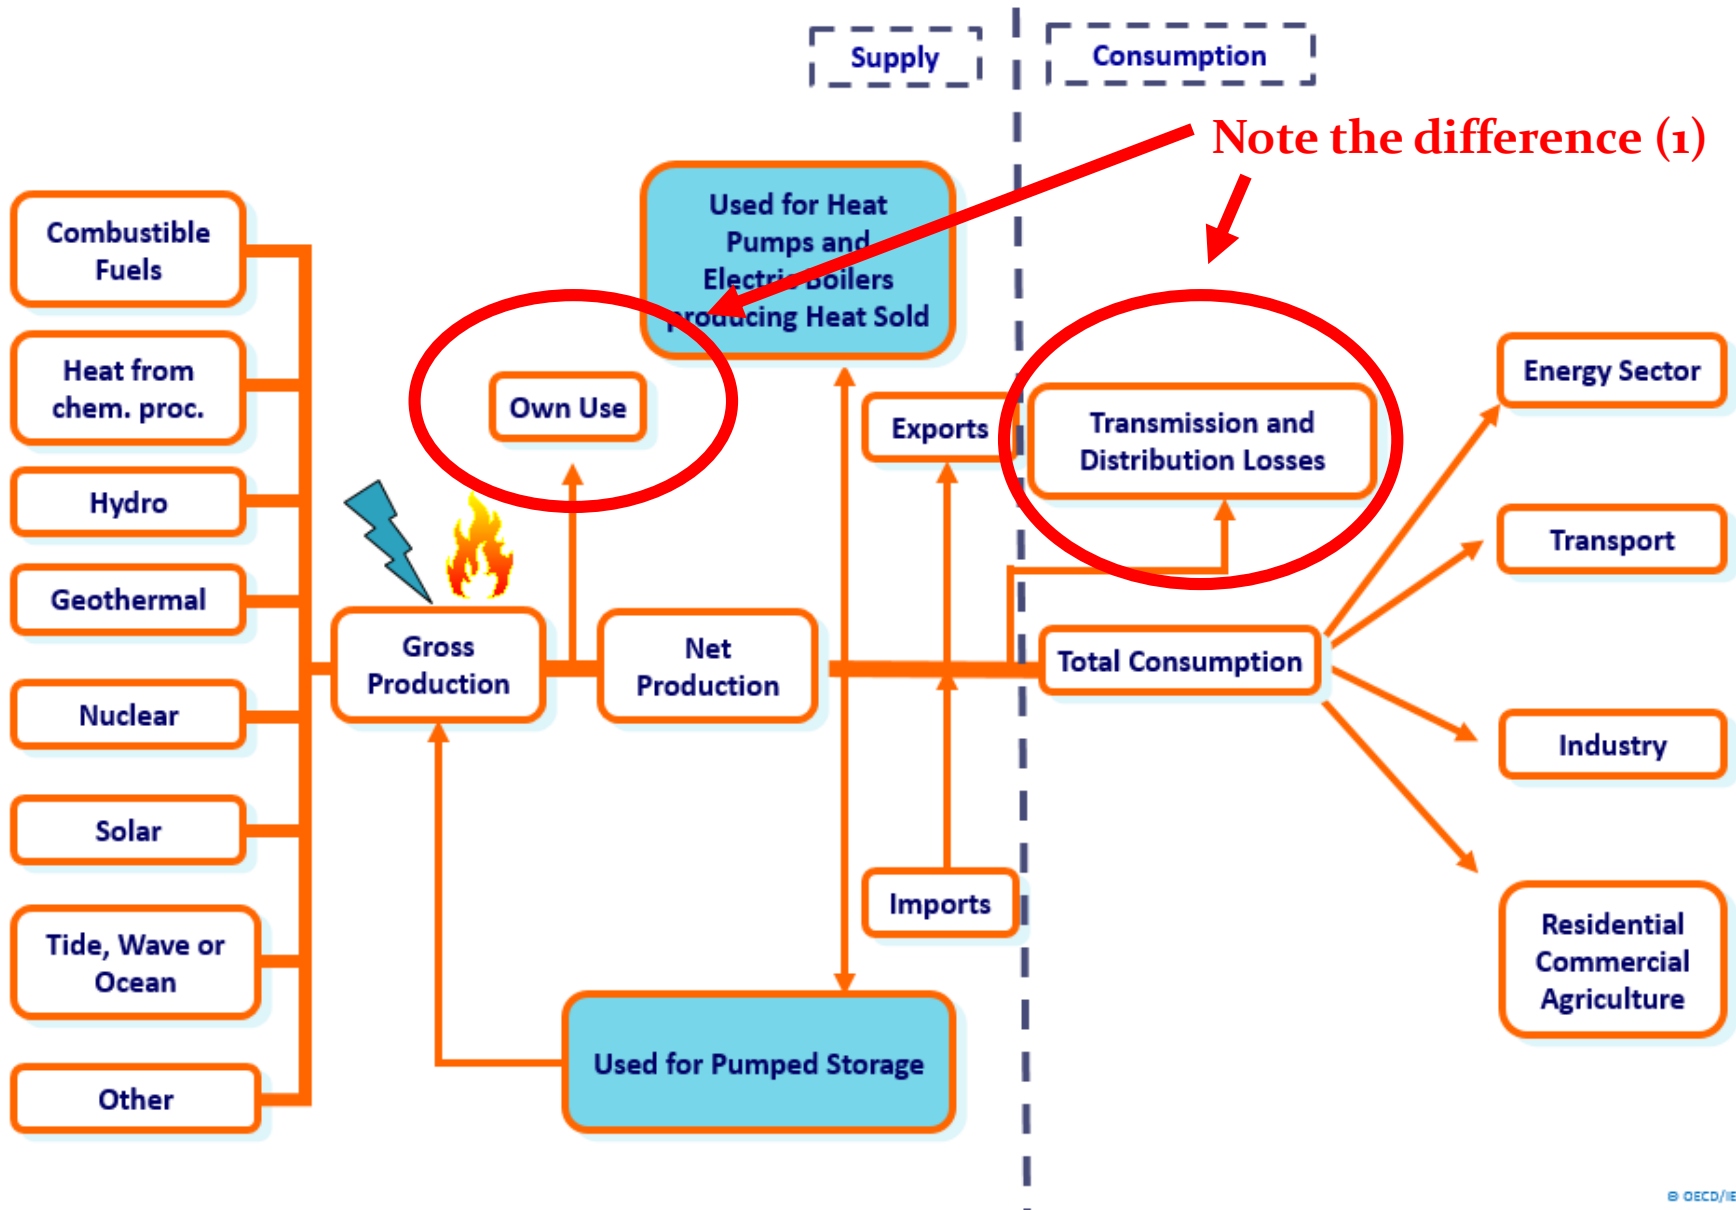 Supply
Consumption
Note the difference (1)
Combustible
Fuels
Heat from
chem. proc.
Hydro
Geothermal
Nuclear
Solar
Tide, Wave or
Ocean
Other
Used for Heat
Pumps and
Electric Boilers
producing Heat Sold
Own Use
Gross
Production
Net
Production
Exports
Imports
Used for Pumped Storage
Transmission and
Distribution Losses
Total Consumption
Energy Sector
Transport
Industry
Residential
Commercial
Agriculture
© OECD/IE